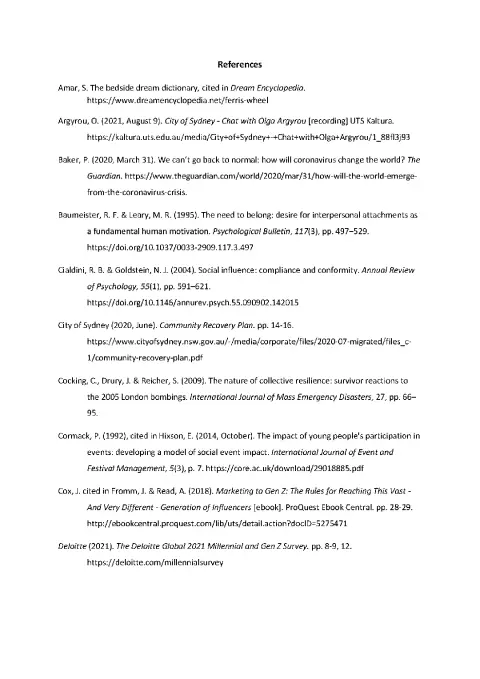 References
Amar, S. The bedside dream dictionary, cited in Dream Encyclopedia.
https://www.dreamencyclopedia.net/ferris-wheel
Argyrou, O. (2021, August 9). City of Sydney - Chat with Olga Argyrou [recording] UTS Kaltura.
https://kaltura.uts.edu.au/media/City+of+Sydney+-+Chat+with+Olga+Argyrou/1_88fl3j93
Baker, P. (2020, March 31). We can't go back to normal: how will coronavirus change the world? The
Guardian. https://www.theguardian.com/world/2020/mar/31/how-will-the-world-emerge-
from-the-coronavirus-crisis.
Baumeister, R. F. & Leary, M. R. (1995). The need to belong: desire for interpersonal attachments as
a fundamental human motivation. Psychological Bulletin, 117(3), pp. 497–529.
https://doi.org/10.1037/0033-2909.117.3.497
Cialdini, R. B. & Goldstein, N. J. (2004). Social influence: compliance and conformity. Annual Review
of Psychology, 55(1), pp. 591–621.
https://doi.org/10.1146/annurev.psych.55.090902.142015
City of Sydney (2020, June). Community Recovery Plan. pp. 14-16.
https://www.cityofsydney.nsw.gov.au/-/media/corporate/files/2020-07-migrated/files_c-
1/community-recovery-plan.pdf
Cocking, C., Drury, J. & Reicher, S. (2009). The nature of collective resilience: survivor reactions to
the 2005 London bombings. International Journal of Mass Emergency Disasters, 27, pp. 66–
95.
Cormack, P. (1992), cited in Hixson, E. (2014, October). The impact of young people's participation in
events: developing a model of social event impact. International Journal of Event and
Festival Management, 5(3), p. 7. https://core.ac.uk/download/29018885.pdf
Cox, J. cited in Fromm, J. & Read, A. (2018). Marketing to Gen Z: The Rules for Reaching This Vast -
And Very Different - Generation of Influencers [ebook]. ProQuest Ebook Central. pp. 28-29.
http://ebookcentral.proquest.com/lib/uts/detail.action?docID=5275471
Deloitte (2021). The Deloitte Global 2021 Millennial and Gen Z Survey. pp. 8-9, 12.
https://deloitte.com/millennialsurvey